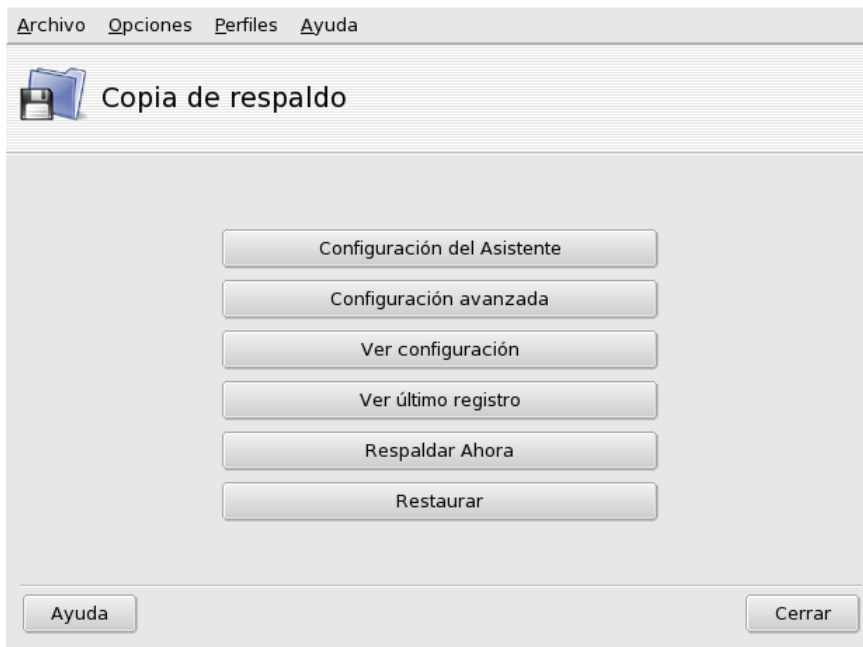 Archivo Opciones Perfiles Ayuda
Copia de respaldo
Configuración del Asistente
Configuración avanzada
Ver configuración
Ver último registro
Respaldar Ahora
Restaurar
Ayuda Cerrar